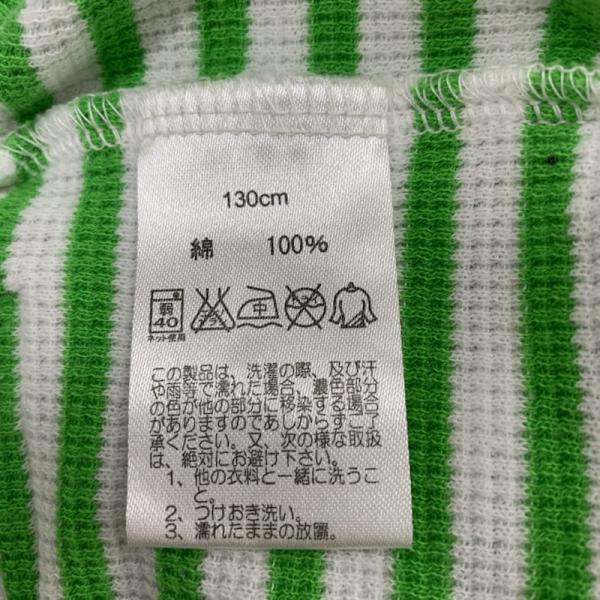 130cm
綿 100%
弱
40
中
ネット使用
この製品は、洗濯の際、及び汗
や雨等で濡れた場合、濃色部分
の色が他の部分に移染する場合
がありますのであしからずご了
承ください。又、次の様な取扱
は、絶対にお避け下さい。
1、他の衣料と一緒に洗うこ
と。
2、つけおき洗い。
3、濡れたままの放置。